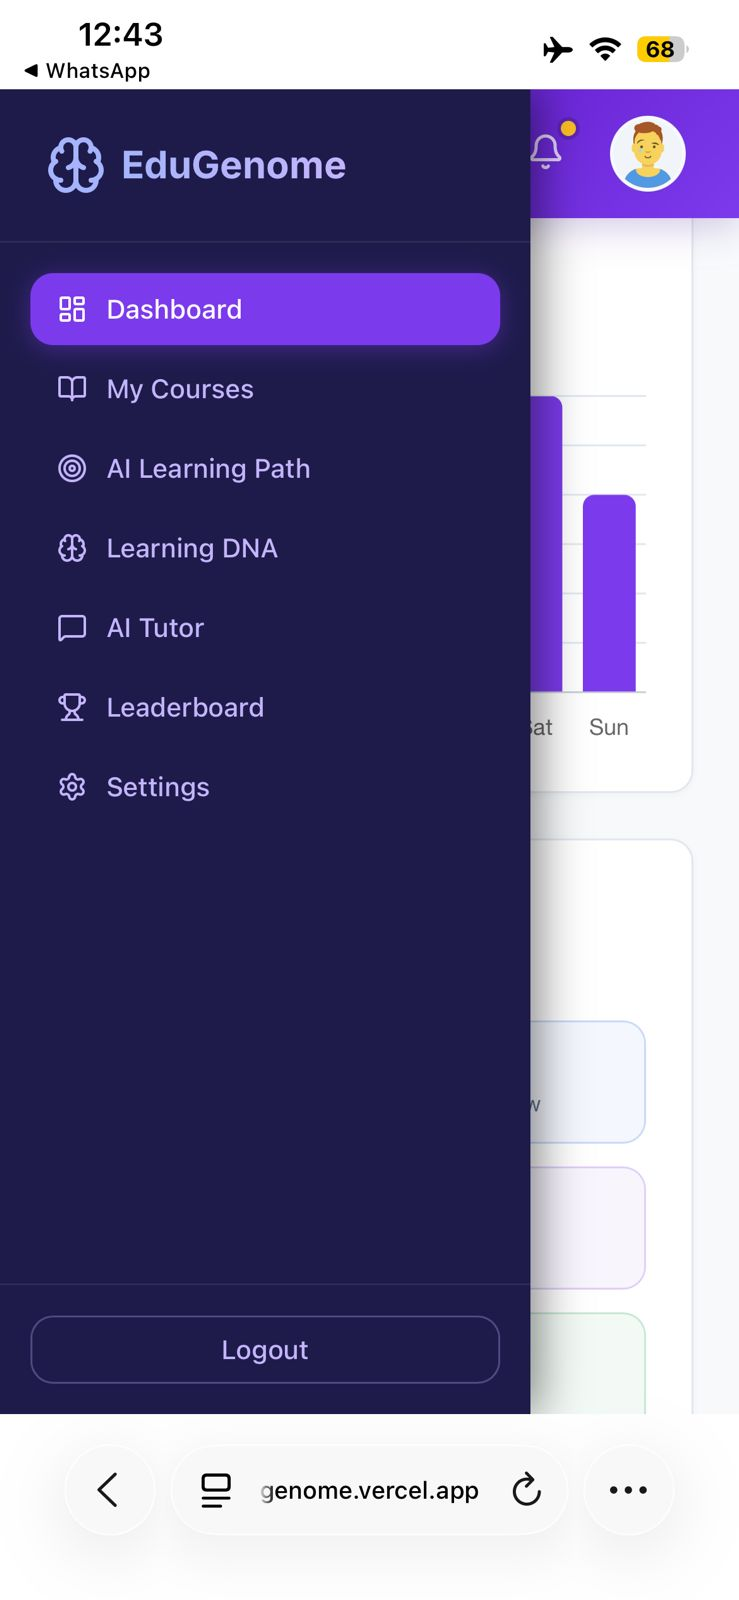 12:43
68
◀ WhatsApp
EduGenome
Dashboard
My Courses
AI Learning Path
Learning DNA
AI Tutor
Leaderboard
Settings
Sun
Logout
genome.vercel.app